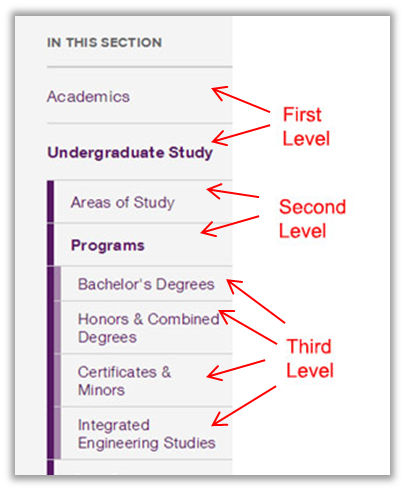 IN THIS SECTION
Academics
First
Level
Undergraduate Study
Areas of Study
Second
Level
Programs
Bachelor's Degrees
Honors & Combined
Degrees
Third
Level
Certificates &
Minors
Integrated
Engineering Studies